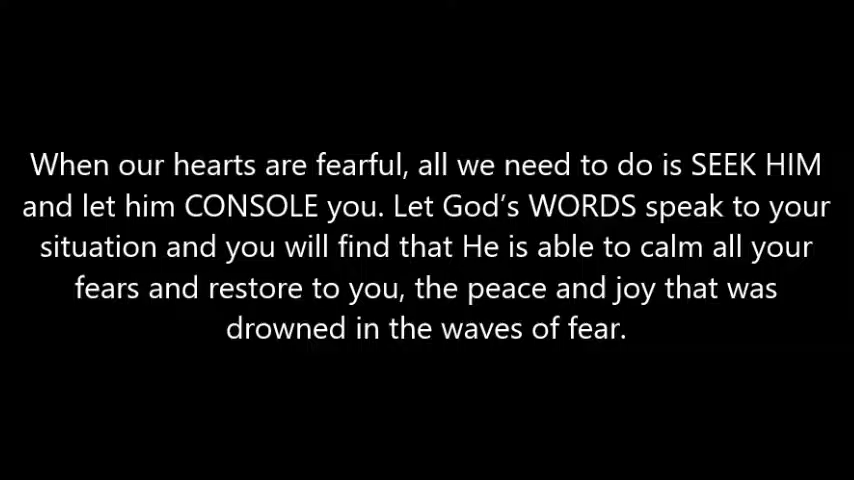 When our hearts are fearful, all we need to do is SEEK HIM
and let him CONSOLE you. Let God’s WORDS speak to your
situation and you will find that He is able to calm all your
fears and restore to you, the peace and joy that was
drowned in the waves of fear.